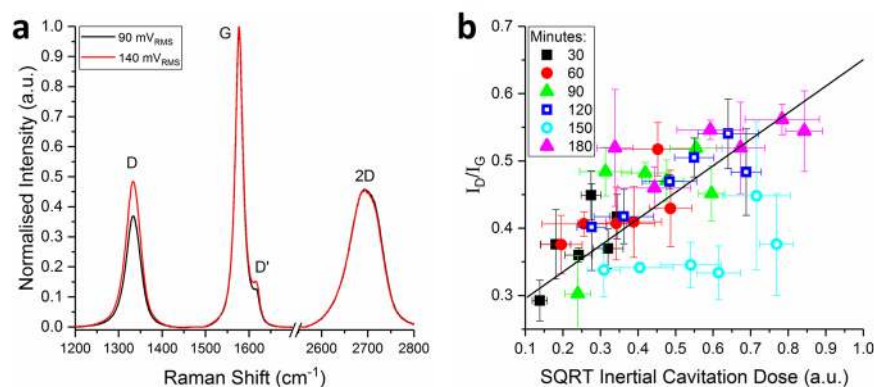 a
90 mVRMS
140 mVRMS
G
D
D'
2D
Normalised Intensity (a.u.)
1.0
0.9
0.8
0.7
0.6
0.5
0.4
0.3
0.2
0.1
0.0
1200 1300 1400 1500 1600 2600 2700 2800
Raman Shift (cm-1)
b
Minutes:
30
60
90
120
150
180
ID/IG
0.7
0.6
0.5
0.4
0.3
0.1 0.2 0.3 0.4 0.5 0.6 0.7 0.8 0.9 1.0
SQRT Inertial Cavitation Dose (a.u.)